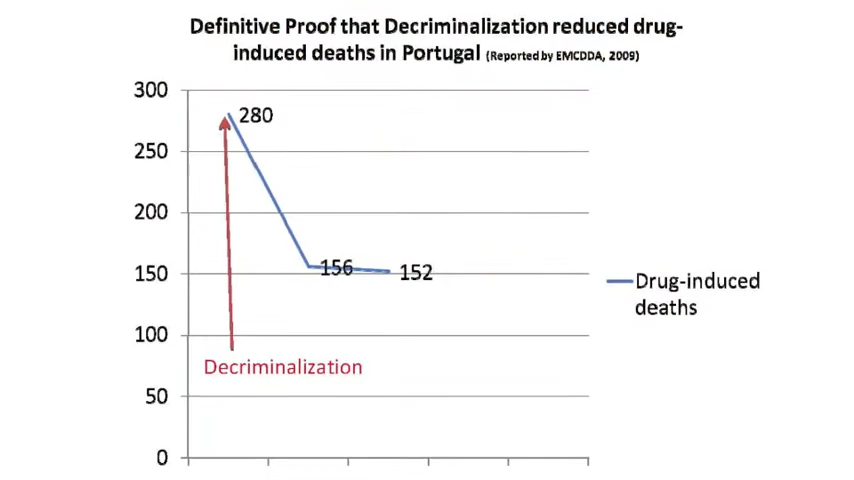 Definitive Proof that Decriminalization reduced drug-
induced deaths in Portugal (Reported by EMCDDA, 2009)
300
280
250
200
156
152
150
Drug-induced
deaths
100
Decriminalization
50
0